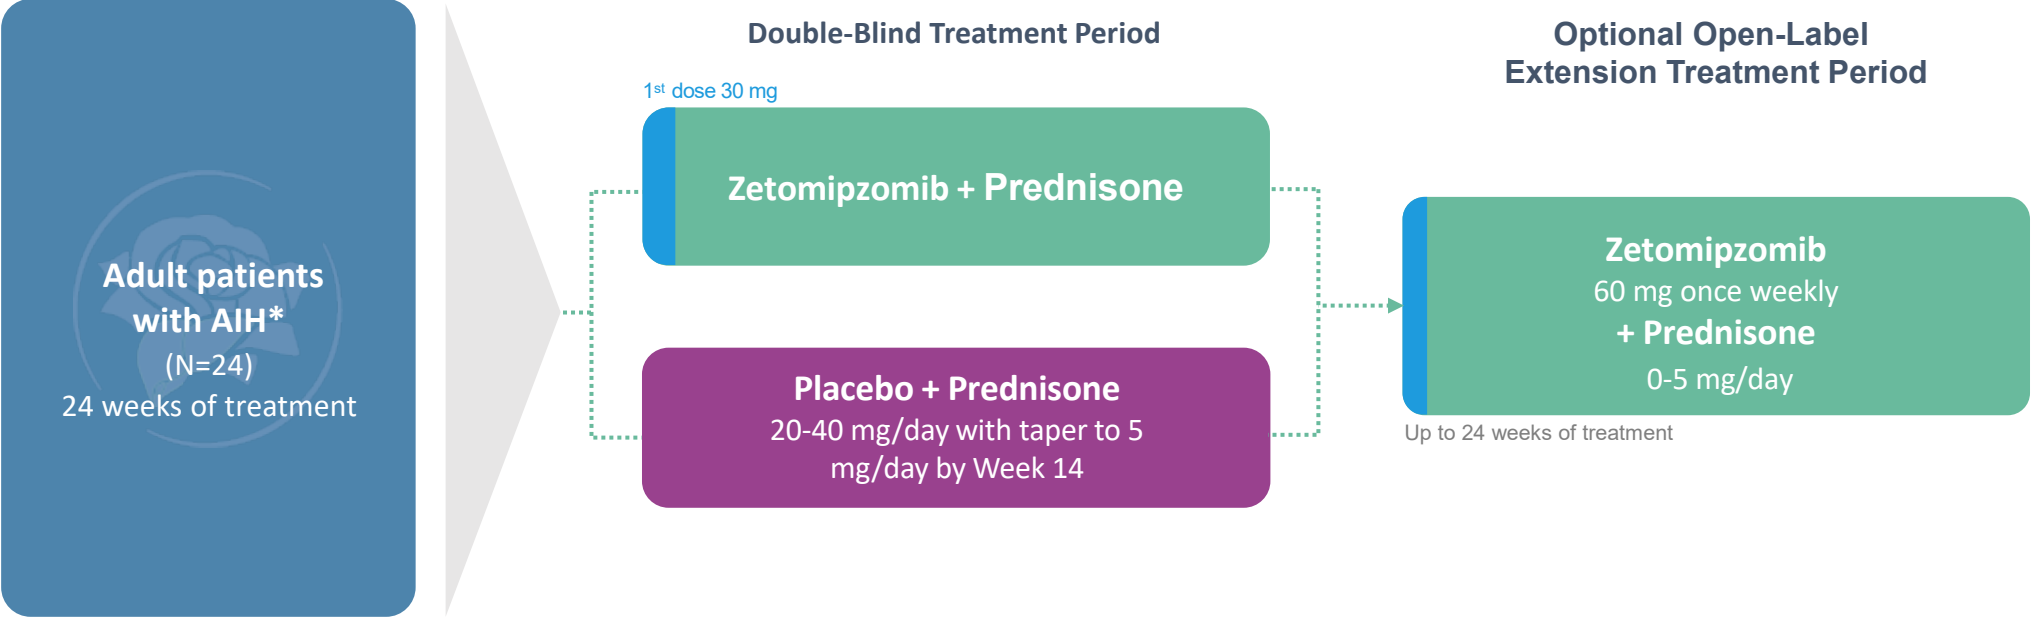 Adult patients
with AIH*
(N=24)
24 weeks of treatment
Double-Blind Treatment Period
1st dose 30 mg
Zetomipzomib + Prednisone
Placebo + Prednisone
20-40 mg/day with taper to 5
mg/day by Week 14
Optional Open-Label
Extension Treatment Period
Zetomipzomib
60 mg once weekly
+ Prednisone
0-5 mg/day
Up to 24 weeks of treatment